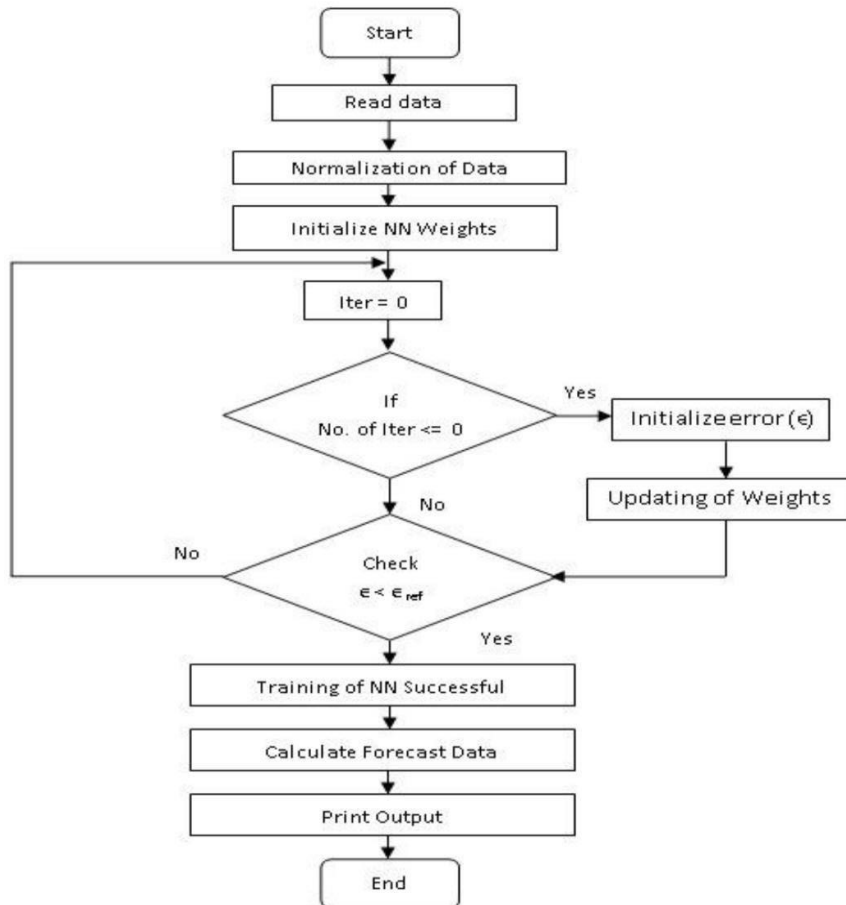 Start
Read data
Normalization of Data
Initialize NN Weights
Iter = 0
If
No. of Iter <= 0
Yes
Initialize error (ϵ)
Updating of Weights
No
No
Check
ϵ < ϵ ref
Yes
Training of NN Successful
Calculate Forecast Data
Print Output
End